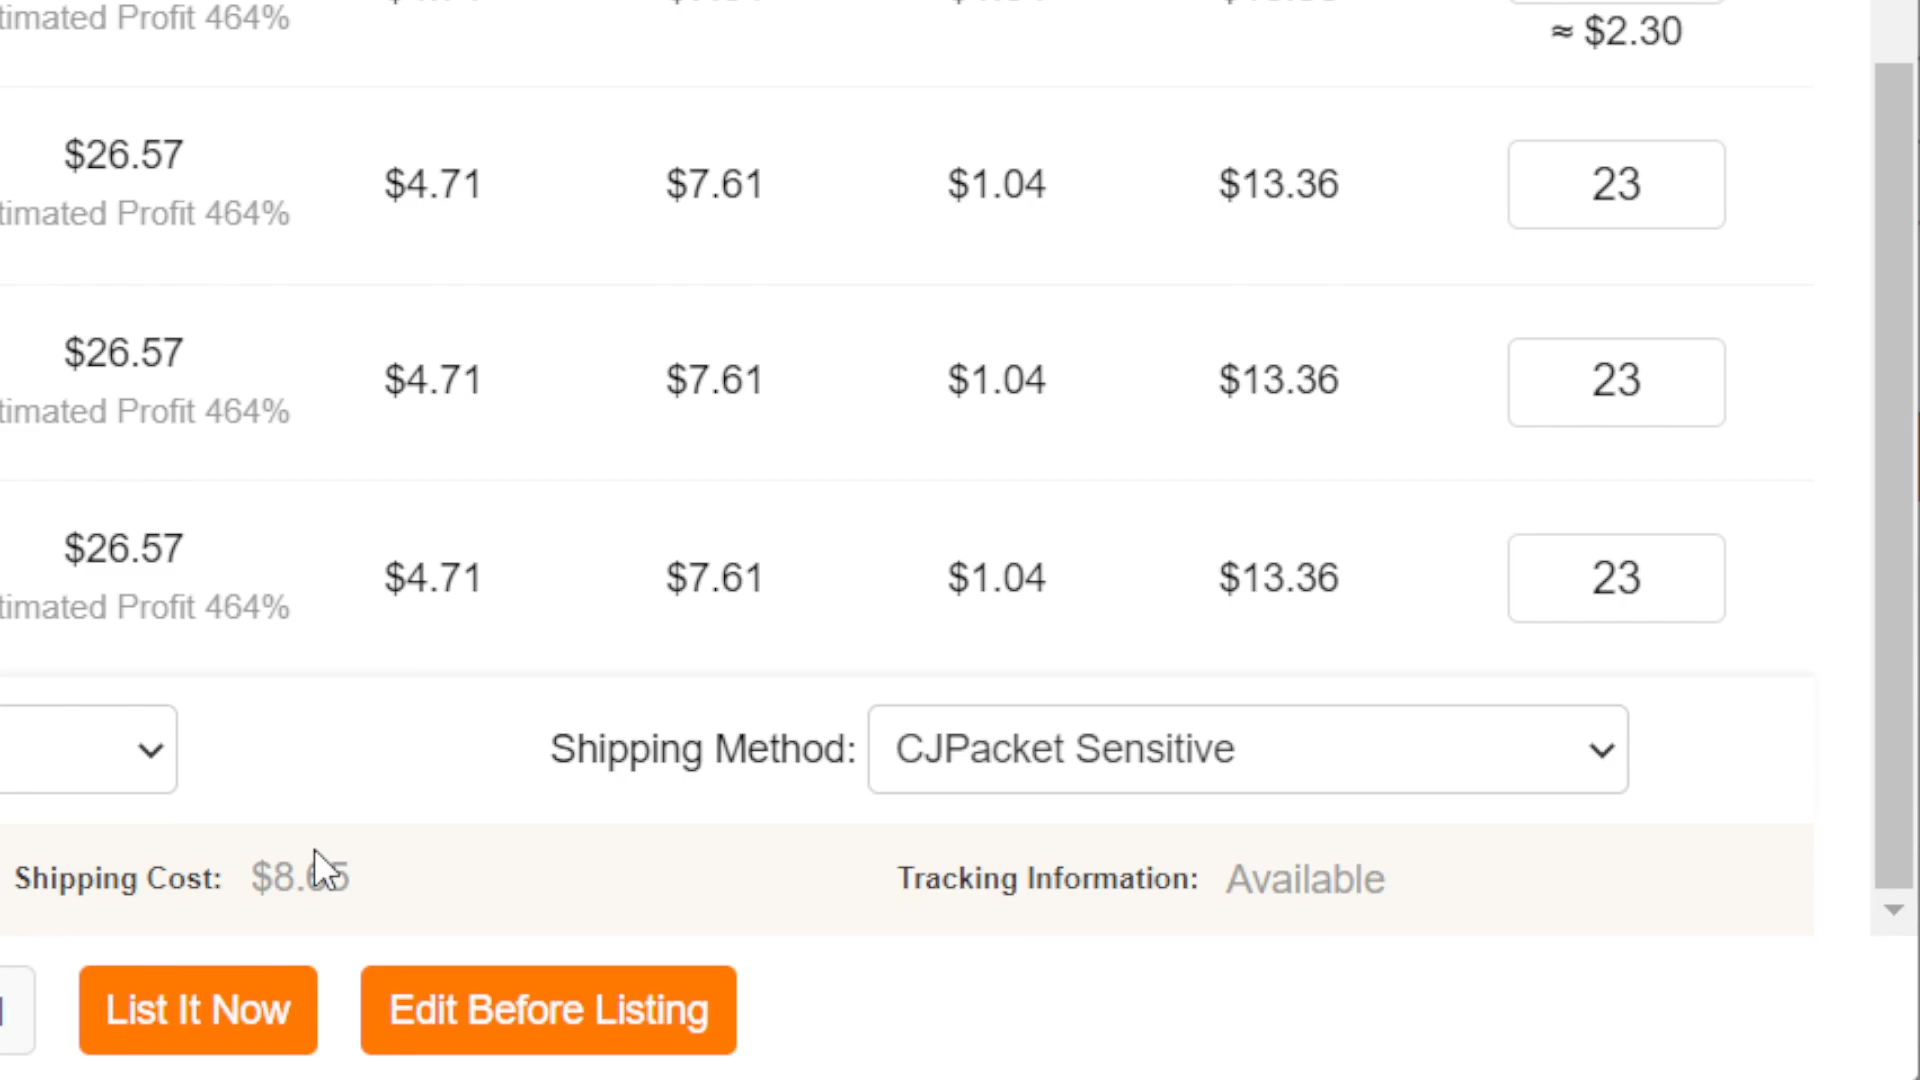 timated Profit 464%
≈ $2.30
$26.57
timated Profit 464%
$4.71 $7.61 $1.04 $13.36 23
$26.57
timated Profit 464%
$4.71 $7.61 $1.04 $13.36 23
$26.57
timated Profit 464%
$4.71 $7.61 $1.04 $13.36 23
Shipping Method: CJPacket Sensitive
Shipping Cost: Tracking Information: Available
List It Now Edit Before Listing